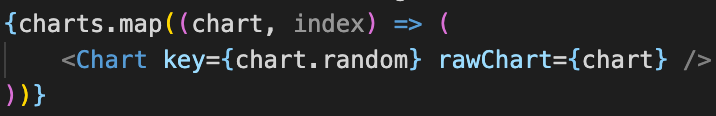 {charts.map((chart, index) => (
<Chart key={chart.random} rawChart={chart} />
))}